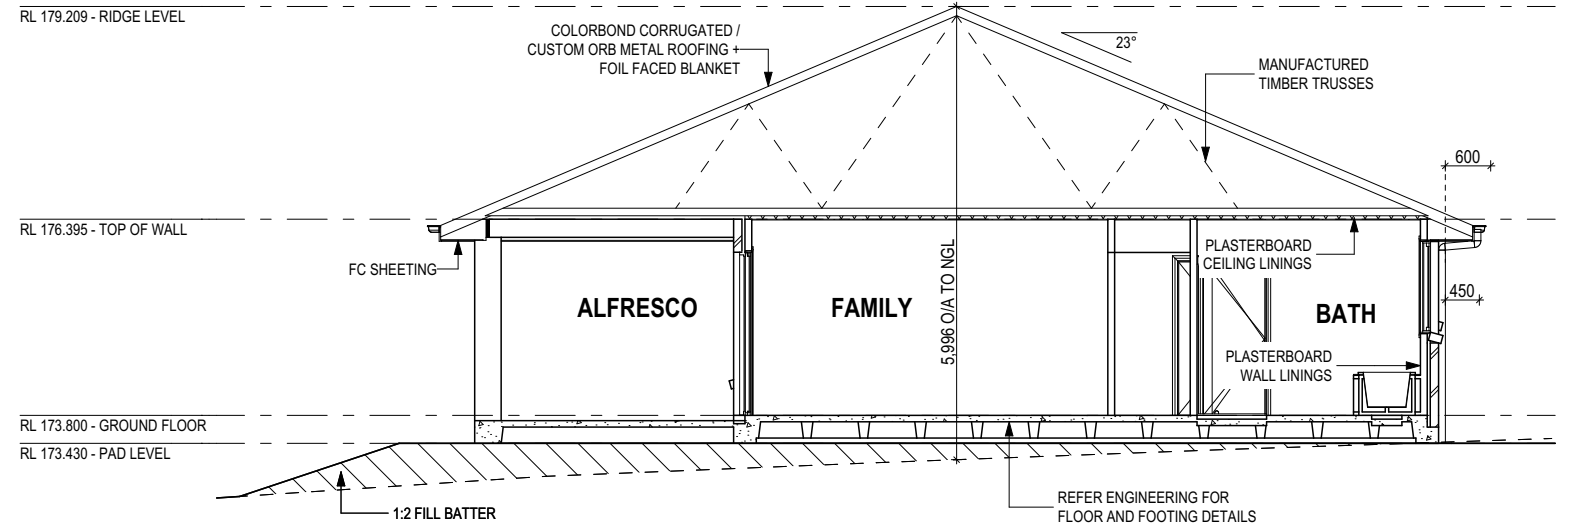 RL 179.209 - RIDGE LEVEL
COLORBOND CORRUGATED /
CUSTOM ORB METAL ROOFING +
FOIL FACED BLANKET
23°
MANUFACTURED
TIMBER TRUSSES
600
RL 176.395 - TOP OF WALL
FC SHEETING
PLASTERBOARD
CEILING LININGS
450
ALFRESCO
FAMILY
5,996 O/A TO NGL
BATH
PLASTERBOARD
WALL LININGS
RL 173.800 - GROUND FLOOR
RL 173.430 - PAD LEVEL
1:2 FILL BATTER
REFER ENGINEERING FOR
FLOOR AND FOOTING DETAILS